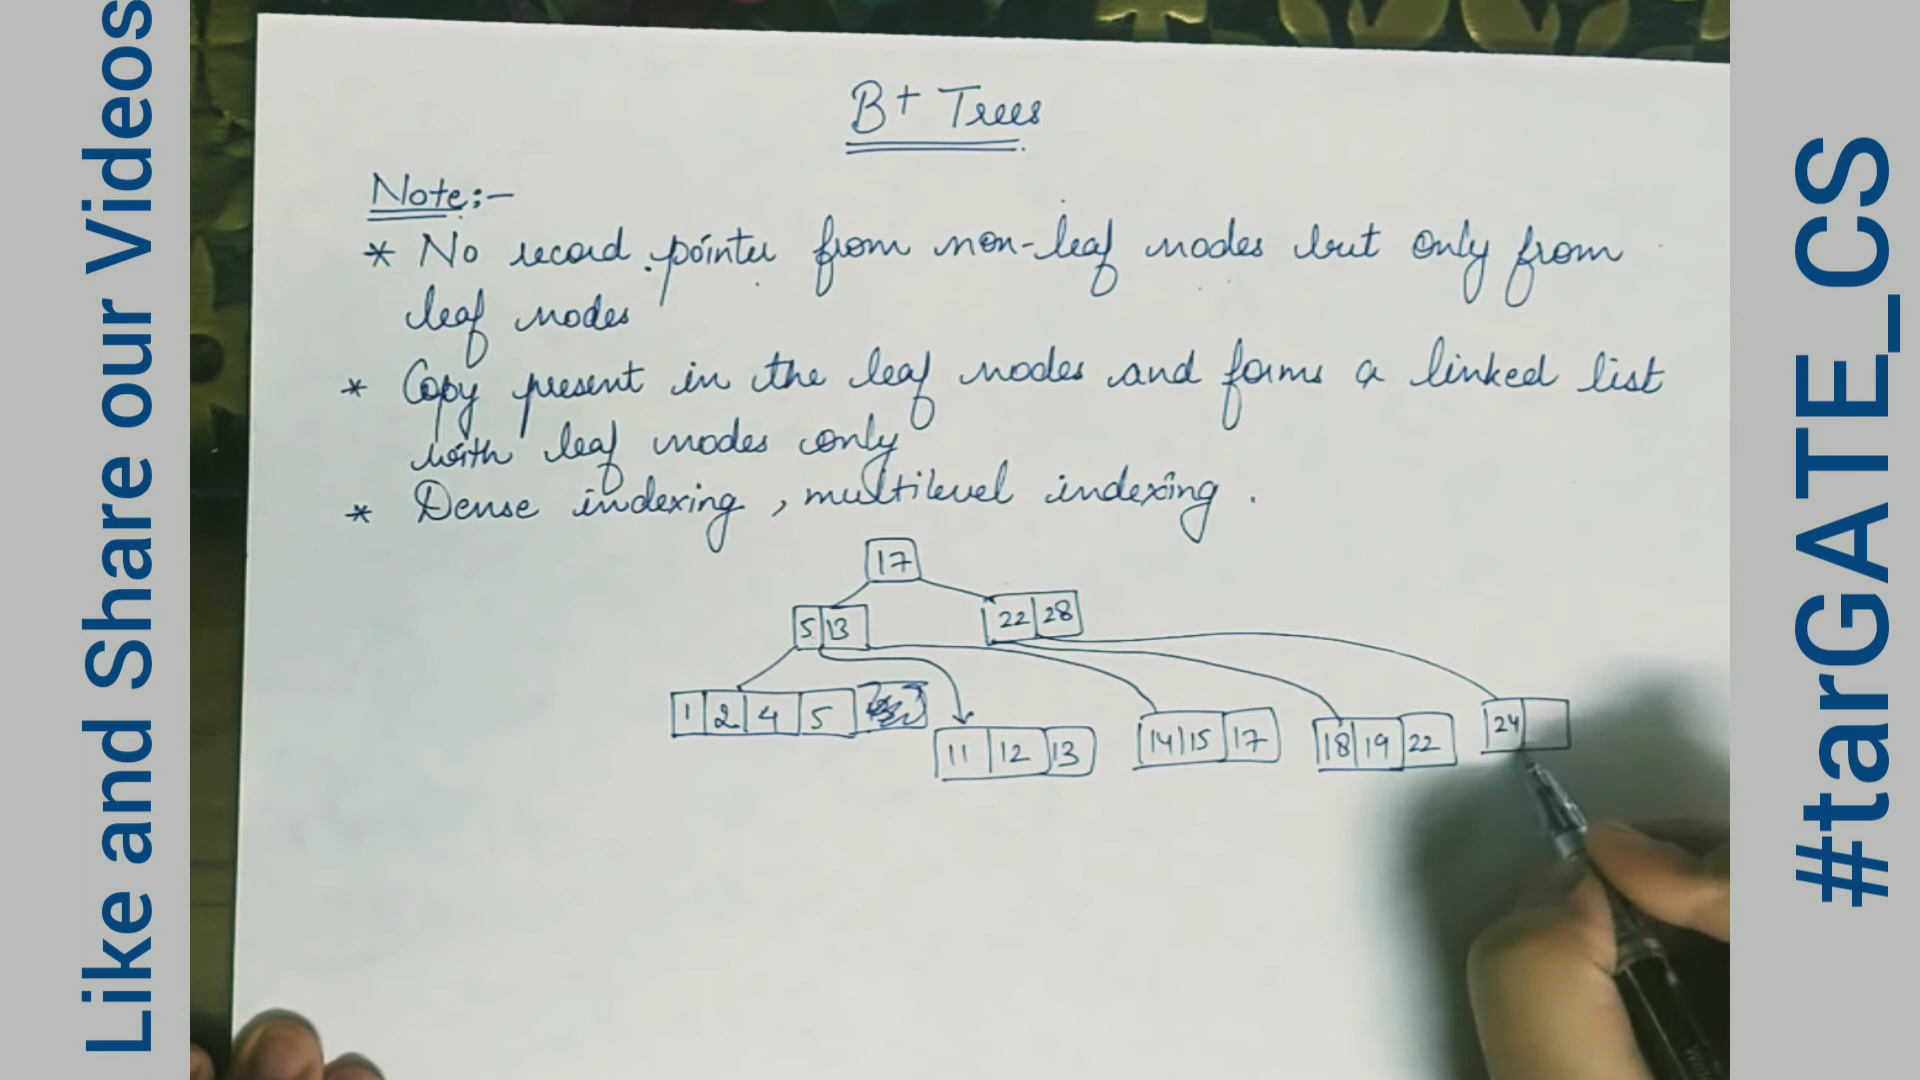 Like and Share our Videos
B+ Trees
Note:-
* No record pointer from non-leaf nodes but only from
leaf nodes
* Copy present in the leaf nodes and forms a linked list
with leaf nodes only
* Dense indexing, multilevel indexing.
17
5 13 22 28
1 2 4 5
11 12 13
14 15 17
18 19 22
24
#tarGATE_CS